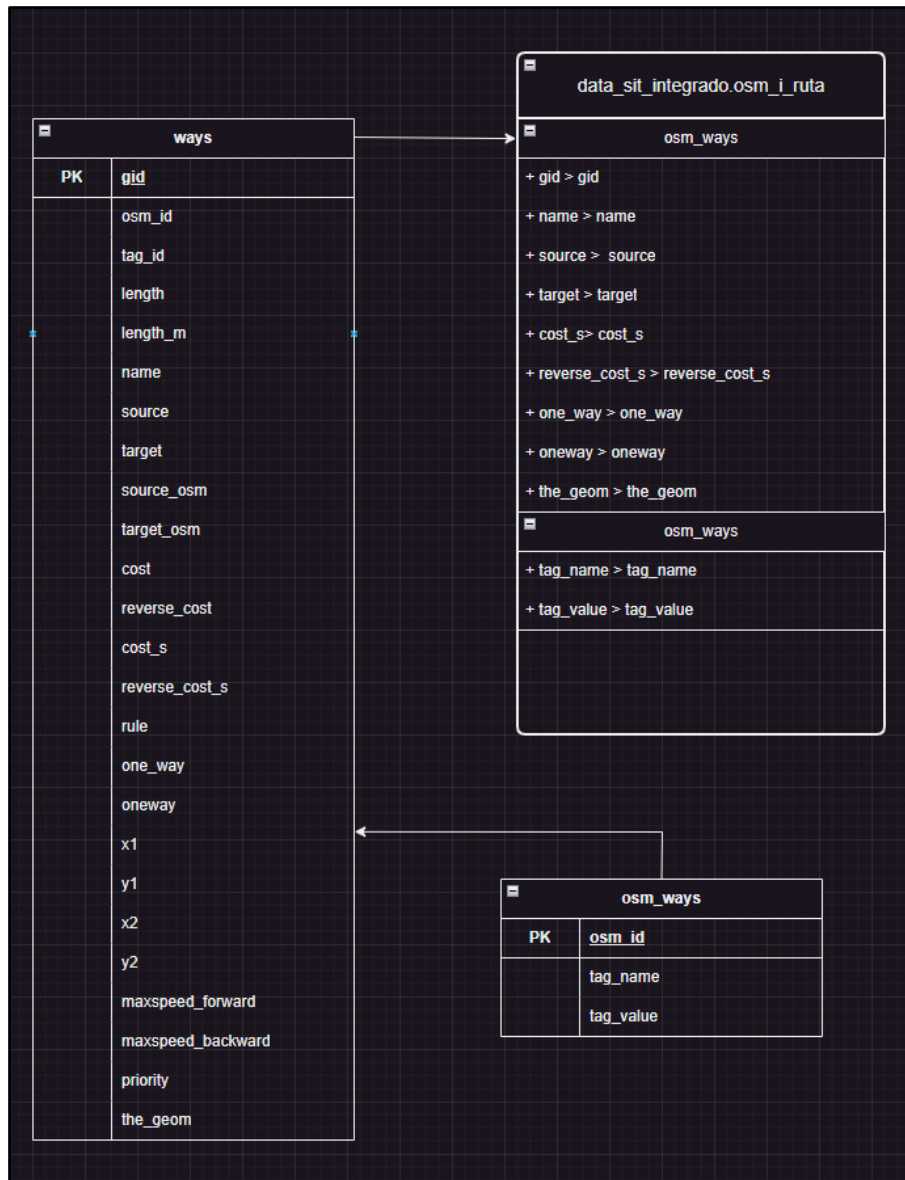 data_sit_integrado.osm_i_ruta
ways
osm_ways
PK gid
+ gid > gid
osm_id
+ name > name
tag_id
+ source > source
length
+ target > target
length_m
+ cost_s> cost_s
name
+ reverse_cost_s > reverse_cost_s
source
+ one_way > one_way
target
+ oneway > oneway
source_osm
+ the_geom > the_geom
target_osm
osm_ways
cost
+ tag_name > tag_name
reverse_cost
+ tag_value > tag_value
cost_s
reverse_cost_s
rule
one_way
oneway
x1
y1
x2
y2
maxspeed_forward
maxspeed_backward
priority
the_geom
osm_ways
PK osm_id
tag_name
tag_value